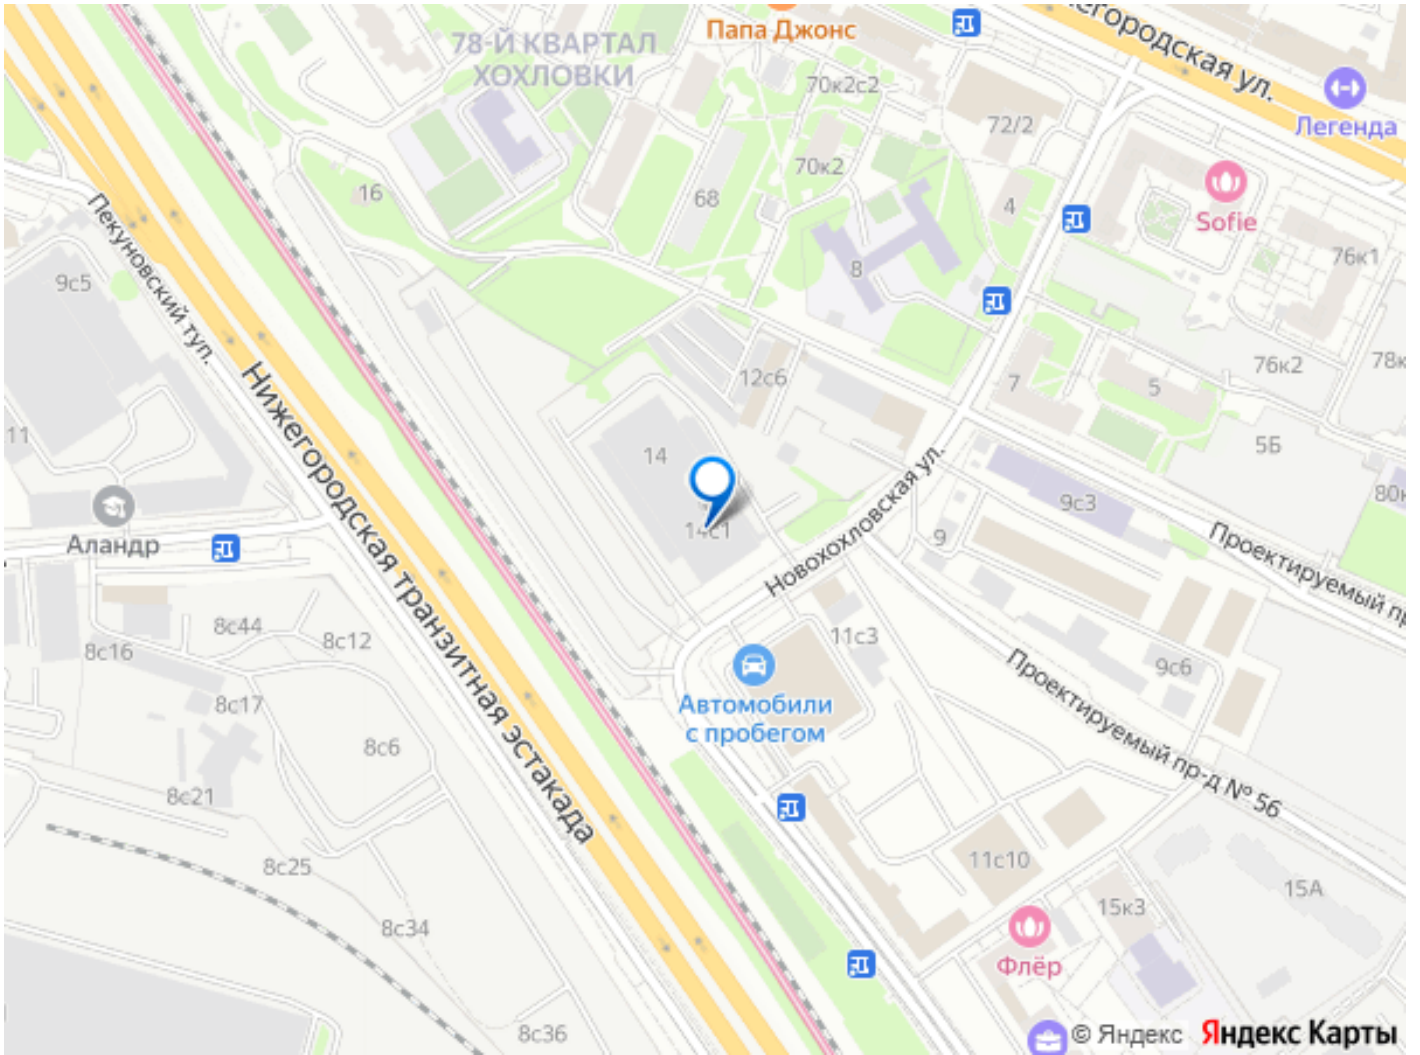 Папа Джонс
78-Й КВАРТАЛ
ХОХЛОВКИ
городская ул.
Легенда
70к2с2
72/2
70к2
Sofie
16
68
4
76к1
Пекуновский туп.
9с5
8
12с6
7
5
76к2
78к
11
14
5Б
Нижегородская транзитная эстакада
Новохохловская ул.
9с3
80к
Аландр
14с1
9
Проектируемый пр
8с44
8с12
11с3
8с16
9с6
Проектируемый пр-д № 56
8с17
Автомобили
с пробегом
8с6
8с21
8с25
11с10
15А
15к3
8с34
Флёр
8с36
© Яндекс Яндекс Карты